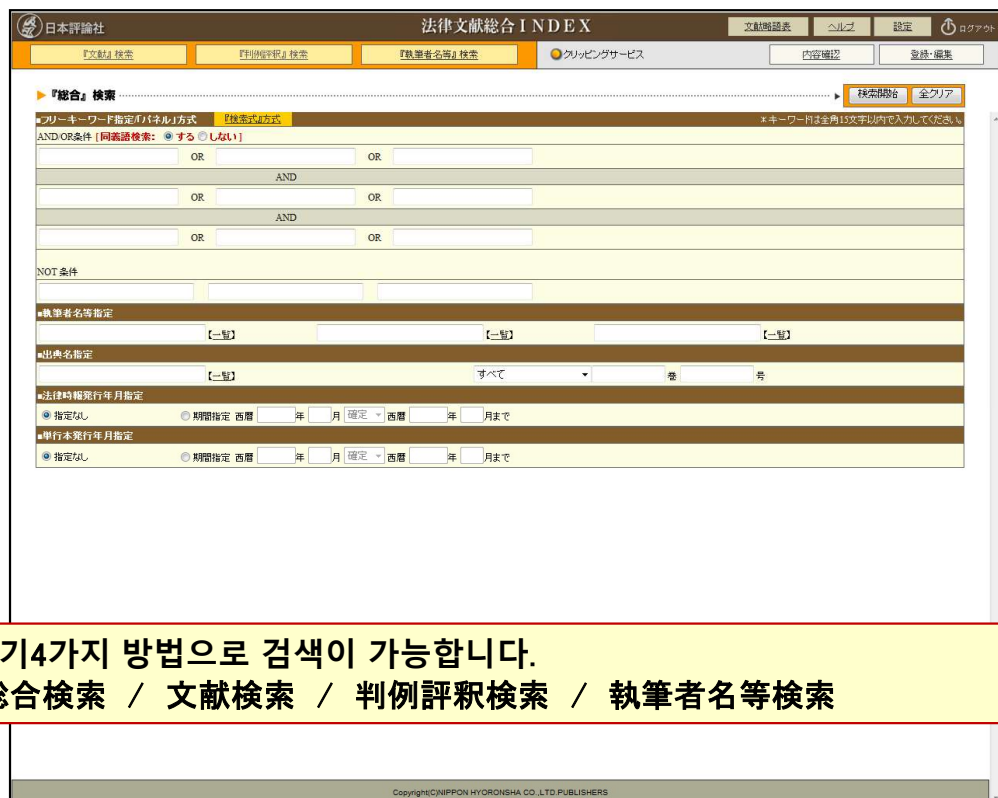 日本評論社 法律文献総合INDEX 文献略語表 ヘルプ 設定 ログアウト
『文献』検索 『判例評釈』検索 『執筆者名等』検索 クリッピングサービス 内容確認 登録・編集
『総合』検索 検索開始 全クリア
■フリーキーワード指定/『パネル』方式 『検索式』方式 ※キーワードは全角15文字以内で入力してください。
AND/OR条件 [同義語検索: する しない]
OR OR
AND
OR OR
AND
OR OR
NOT 条件
■執筆者名等指定
【一覧】 【一覧】 【一覧】
■出典名指定
【一覧】 すべて 巻 号
■法律時報発行年月指定
指定なし 期間指定 西暦 年 月 確定 西暦 年 月まで
■単行本発行年月指定
指定なし 期間指定 西暦 年 月 確定 西暦 年 月まで
기4가지 방법으로 검색이 가능합니다.
総合検索 / 文献検索 / 判例評釈検索 / 執筆者名等検索
Copyright(C)NIPPON HYORONSHA CO.,LTD.PUBLISHERS